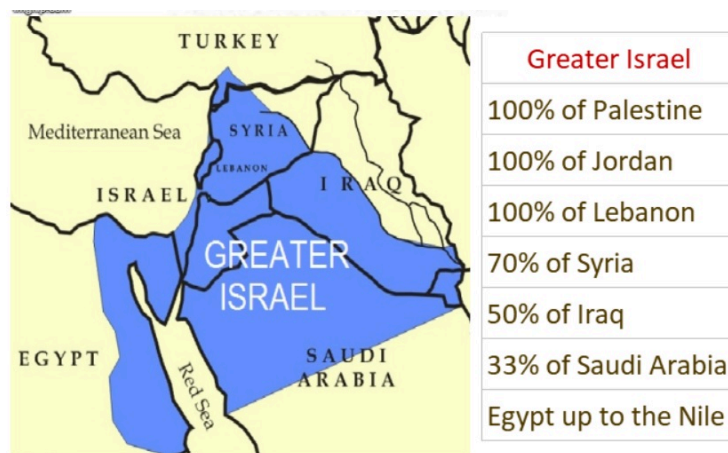 TURKEY
Mediterranean Sea
SYRIA
LEBANON
ISRAEL
IRAQ
GREATER
ISRAEL
EGYPT
Red Sea
SAUDI
ARABIA
Greater Israel
100% of Palestine
100% of Jordan
100% of Lebanon
70% of Syria
50% of Iraq
33% of Saudi Arabia
Egypt up to the Nile